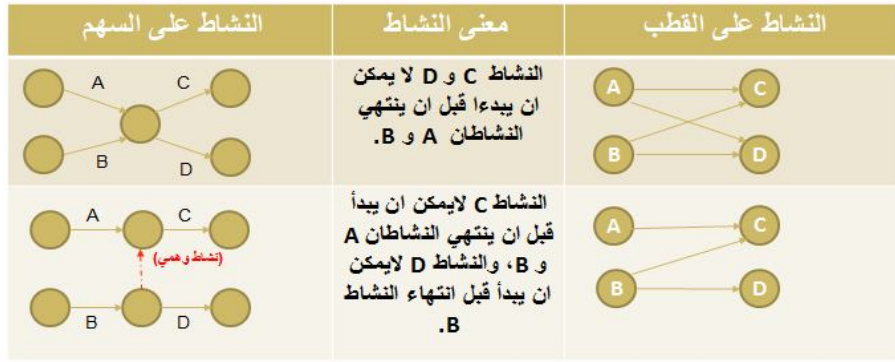 النشاط على القطب
معنى النشاط
النشاط على السهم
A
C
B
D
النشاط C و D لا يمكن
ان يبدءا قبل ان ينتهي
النشاطان A و B.
A
C
B
D
A
C
B
D
النشاط C لايمكن ان يبدأ
قبل ان ينتهي النشاطان A
و B، والنشاط D لايمكن
ان يبدأ قبل انتهاء النشاط
B.
A
C
(نشاط وهمي)
B
D